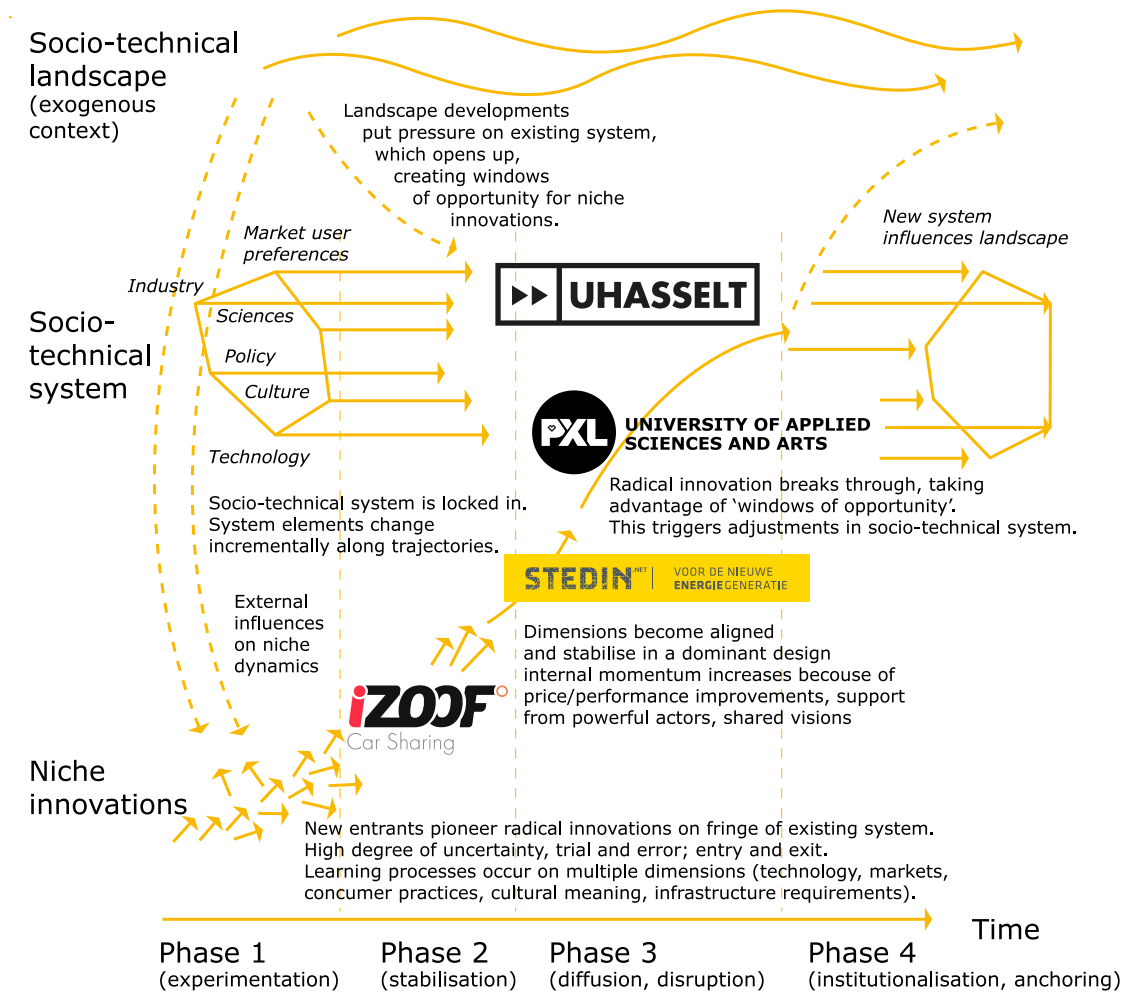 Socio-technical
landscape
(exogenous
context)
Landscape developments
put pressure on existing system,
which opens up,
creating windows
of opportunity for niche
innovations.
New system
influences landscape
Market user
preferences
Industry
Sciences
Policy
Culture
Technology
Socio-
technical
system
UHASSELT
PXL
UNIVERSITY OF APPLIED
SCIENCES AND ARTS
Radical innovation breaks through, taking
advantage of ‘windows of opportunity’.
This triggers adjustments in socio-technical system.
Socio-technical system is locked in.
System elements change
incrementally along trajectories.
STEDIN.NET
VOOR DE NIEUWE
ENERGIEGENERATIE
External
influences
on niche
dynamics
Dimensions become aligned
and stabilise in a dominant design
internal momentum increases becouse of
price/performance improvements, support
from powerful actors, shared visions
iZOOF
Car Sharing
Niche
innovations
New entrants pioneer radical innovations on fringe of existing system.
High degree of uncertainty, trial and error; entry and exit.
Learning processes occur on multiple dimensions (technology, markets,
concumer practices, cultural meaning, infrastructure requirements).
Time
Phase 1
(experimentation)
Phase 2
(stabilisation)
Phase 3
(diffusion, disruption)
Phase 4
(institutionalisation, anchoring)